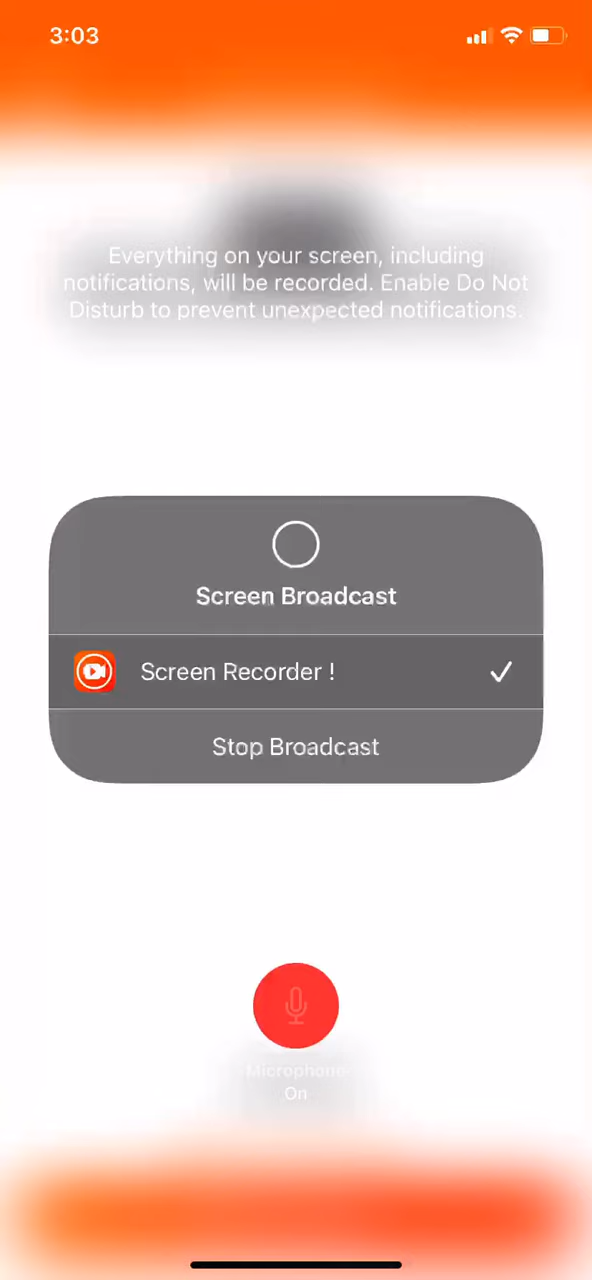 3:03
Everything on your screen, including
notifications, will be recorded. Enable Do Not
Disturb to prevent unexpected notifications.
Screen Broadcast
Screen Recorder !
Stop Broadcast
Microphone
On